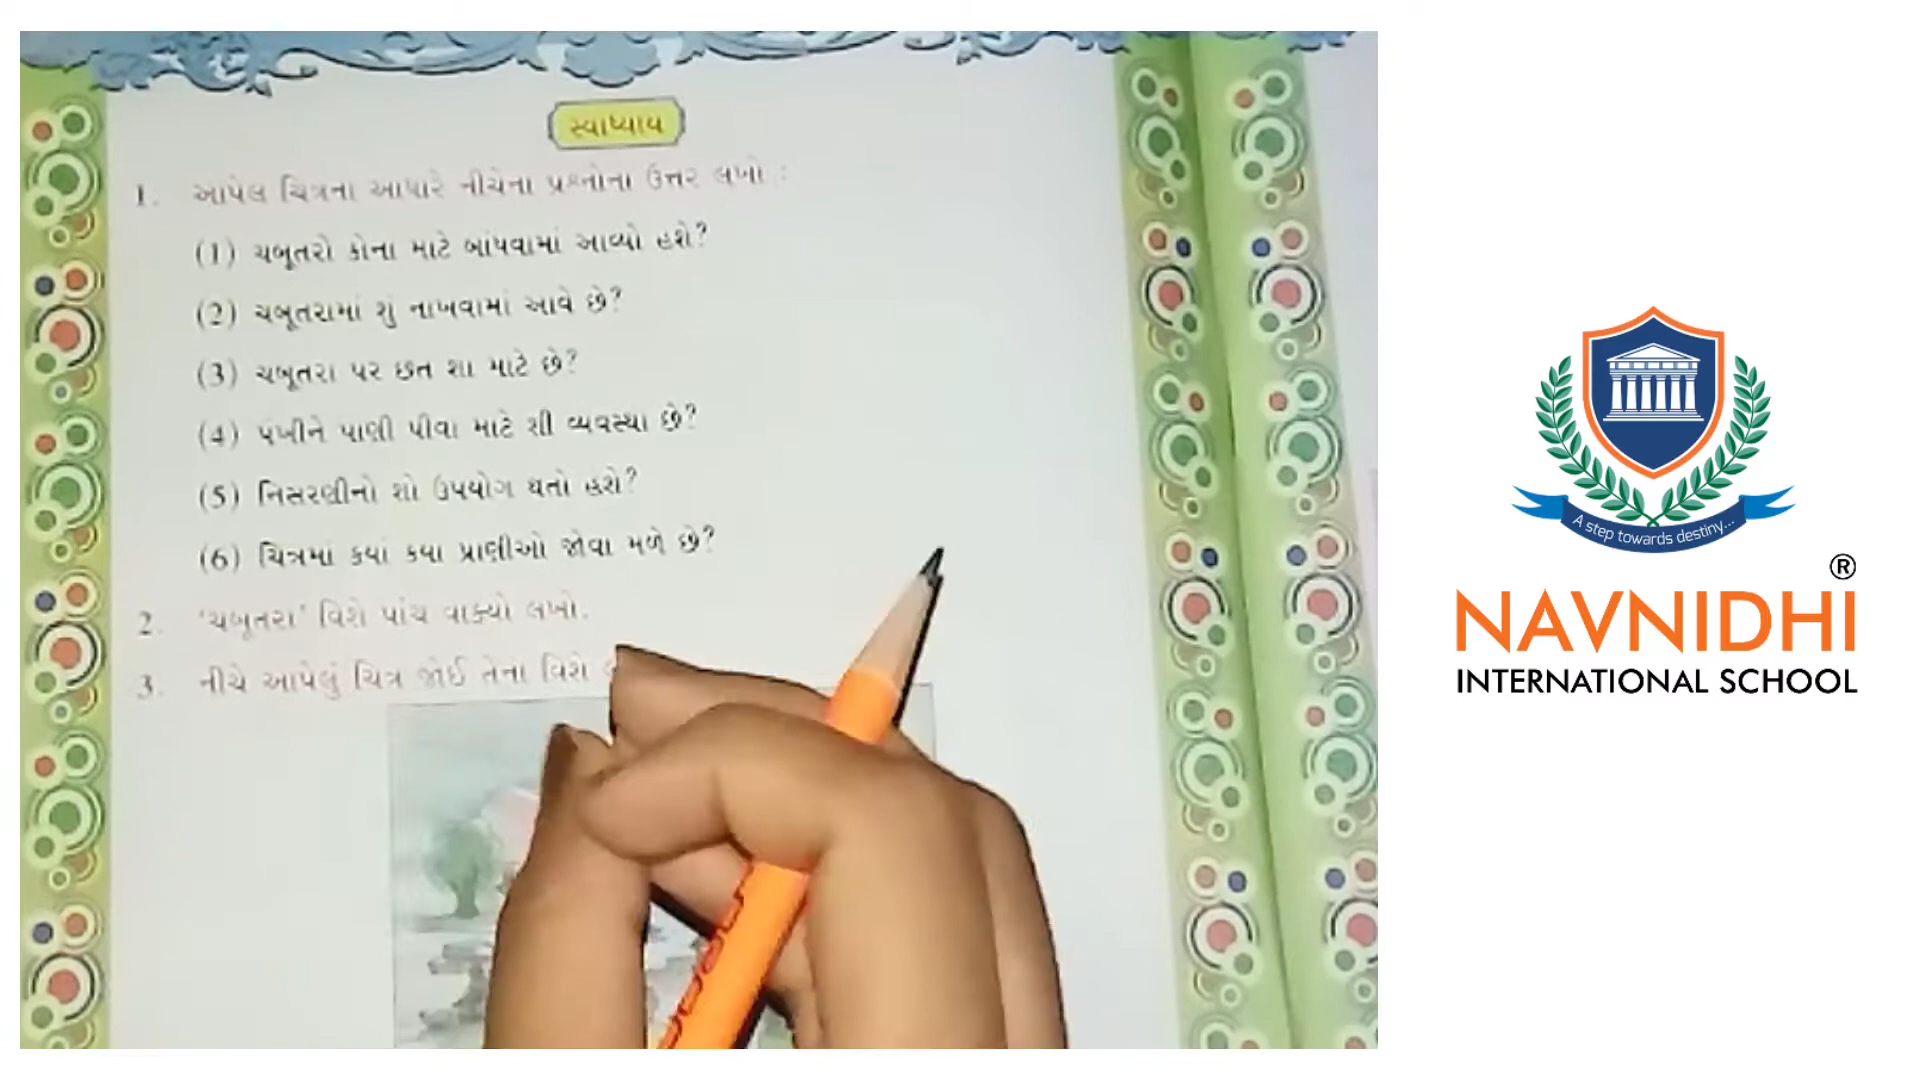 સ્વાધ્યાય
1. આપેલ ચિત્રના આધારે નીચેના પ્રશ્નોના ઉત્તર લખો :
(1) ચબૂતરો કોના માટે બાંધવામાં આવ્યો હશે?
(2) ચબૂતરામાં શું નાખવામાં આવે છે?
(3) ચબૂતરા પર છત શા માટે છે?
(4) પંખીને પાણી પીવા માટે શી વ્યવસ્થા છે?
(5) નિસરણીનો શો ઉપયોગ થતો હશે?
(6) ચિત્રમાં કયાં કયા પ્રાણીઓ જોવા મળે છે?
2. 'ચબૂતરા' વિશે પાંચ વાક્યો લખો.
3. નીચે આપેલું ચિત્ર જોઈ તેના વિશે
A step towards destiny...
NAVNIDHI®
INTERNATIONAL SCHOOL